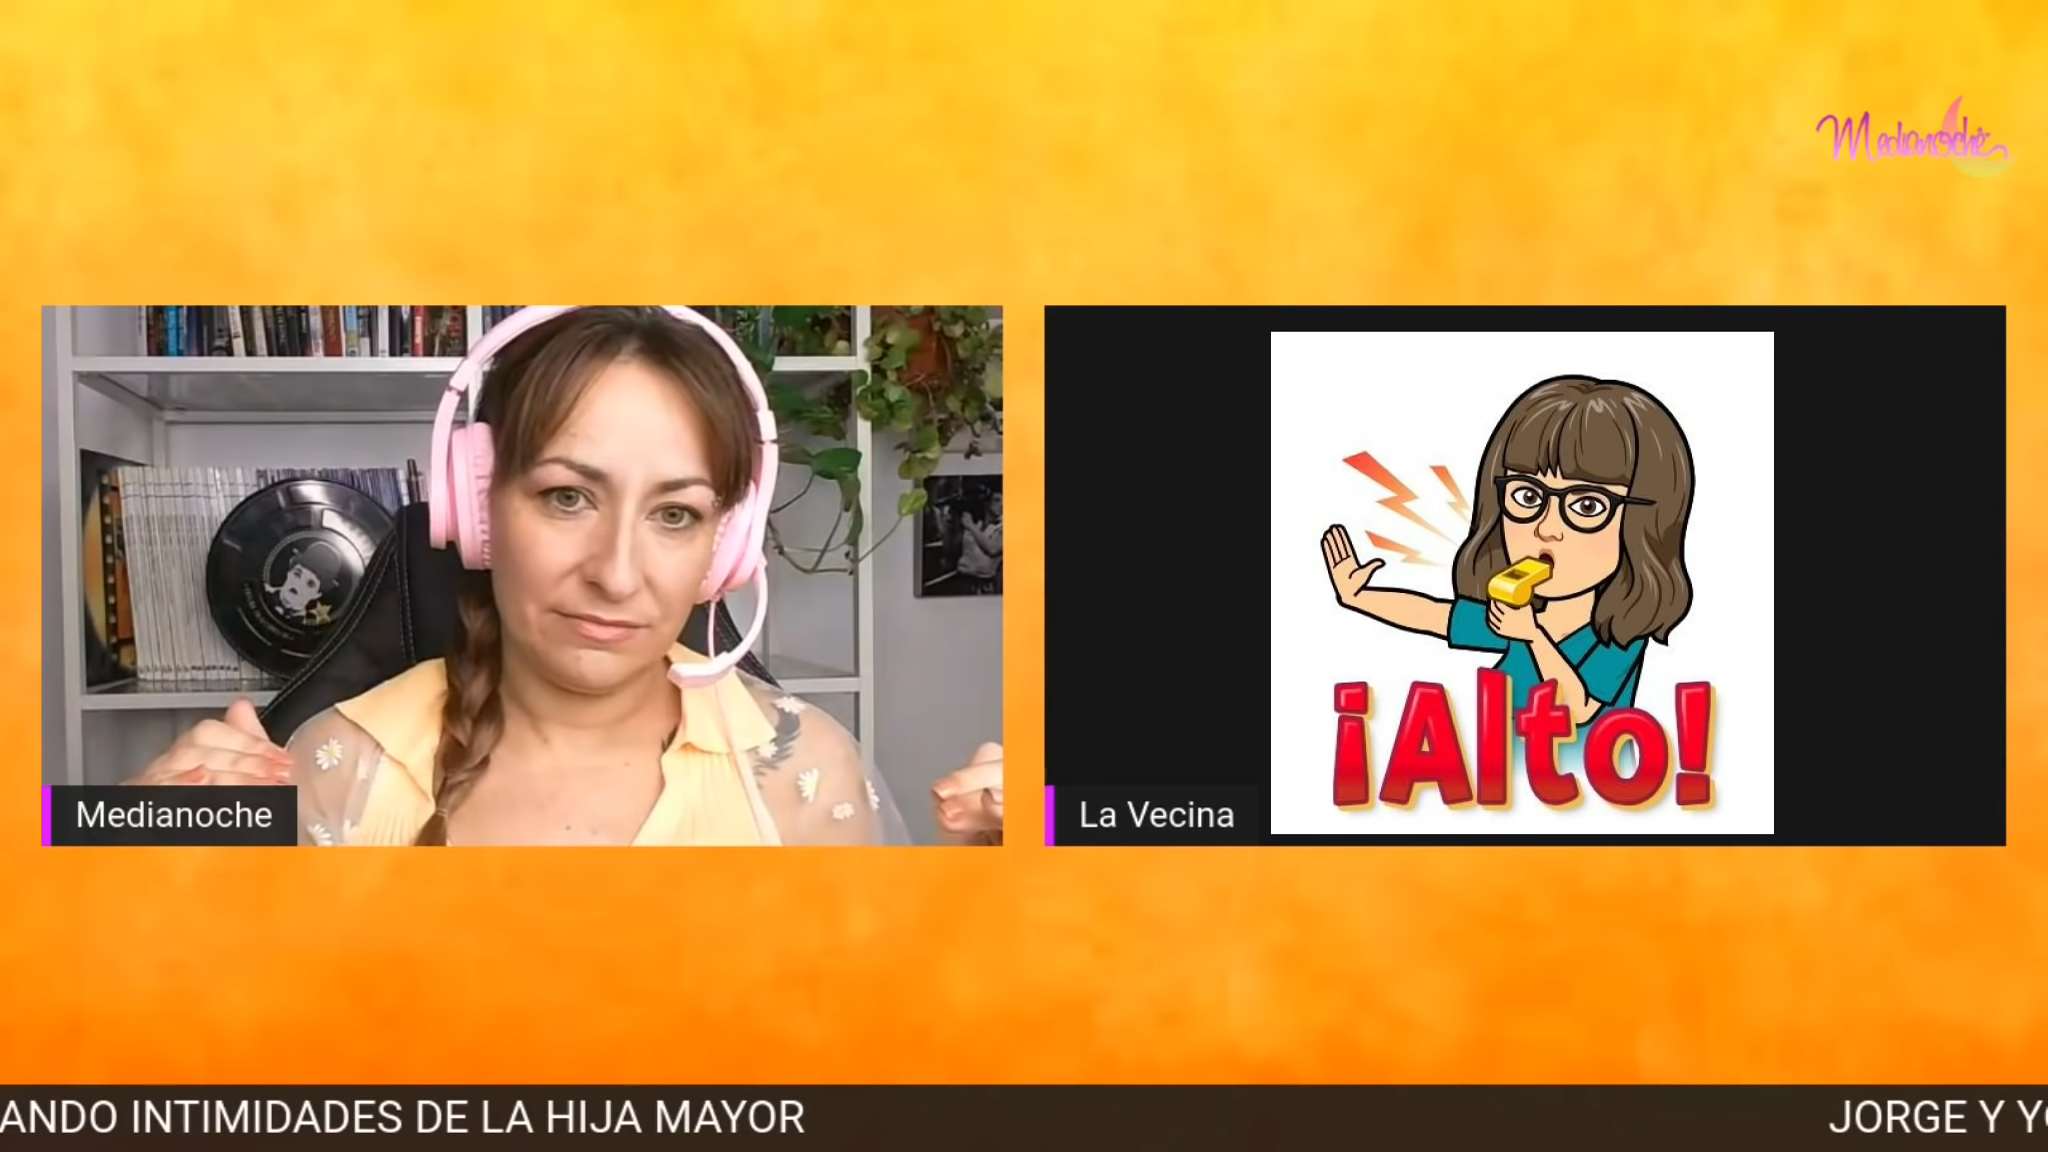 Medianoche
Medianoche
La Vecina
¡Alto!
ANDO INTIMIDADES DE LA HIJA MAYOR
JORGE Y